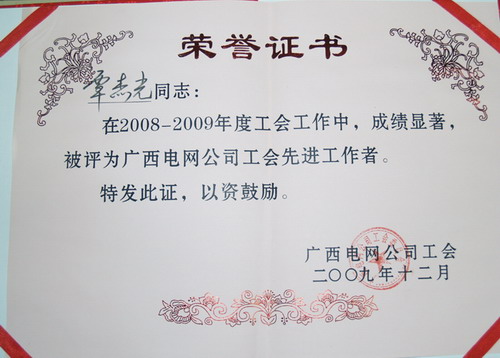 荣誉证书
覃杰光同志：
在2008-2009年度工会工作中，成绩显著，
被评为广西电网公司工会先进工作者。
特发此证，以资鼓励。
广西电网公司工会
二〇〇九年十二月